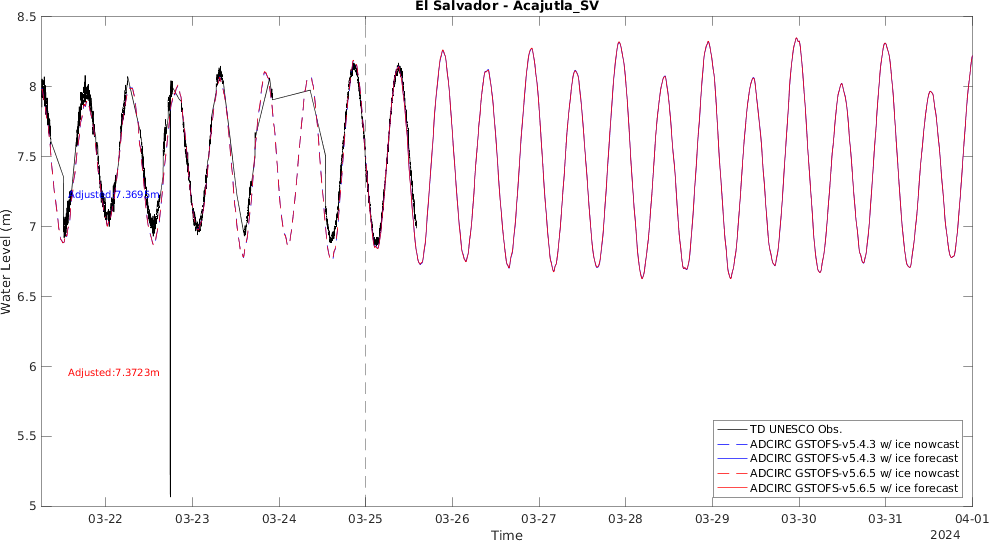 El Salvador - Acajutla_SV
Water Level (m)
8.5
8
7.5
7
6.5
6
5.5
5
Adjusted:7.3695m
Adjusted:7.3723m
TD UNESCO Obs.
ADCIRC GSTOFS-v5.4.3 w/ ice nowcast
ADCIRC GSTOFS-v5.4.3 w/ ice forecast
ADCIRC GSTOFS-v5.6.5 w/ ice nowcast
ADCIRC GSTOFS-v5.6.5 w/ ice forecast
03-22 03-23 03-24 03-25 03-26 03-27 03-28 03-29 03-30 03-31 04-01
Time
2024